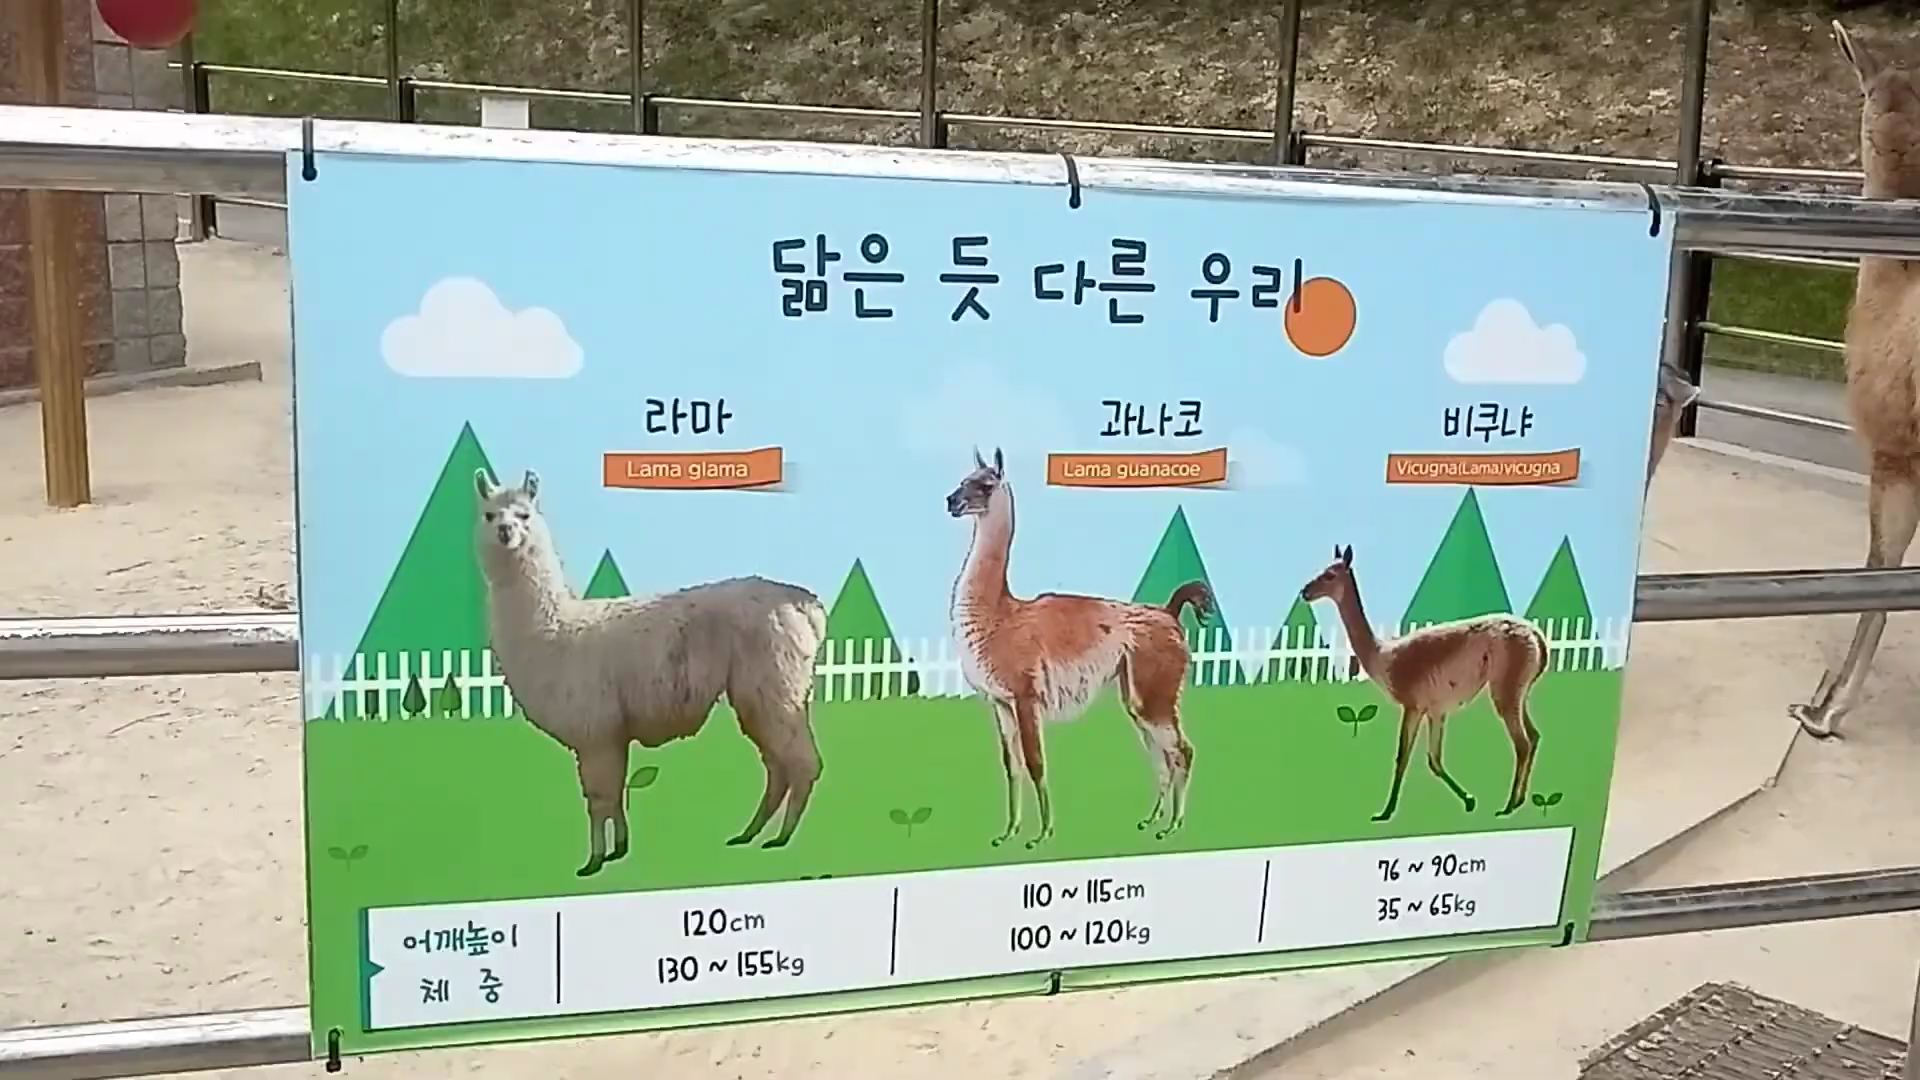 닮은 듯 다른 우리
라마
Lama glama
과나코
Lama guanacoe
비쿠냐
Vicugna(Lama)vicugna
어깨높이 120cm 110 ~ 115cm 76 ~ 90cm
체 중 130 ~ 155kg 100 ~ 120kg 35 ~ 65kg